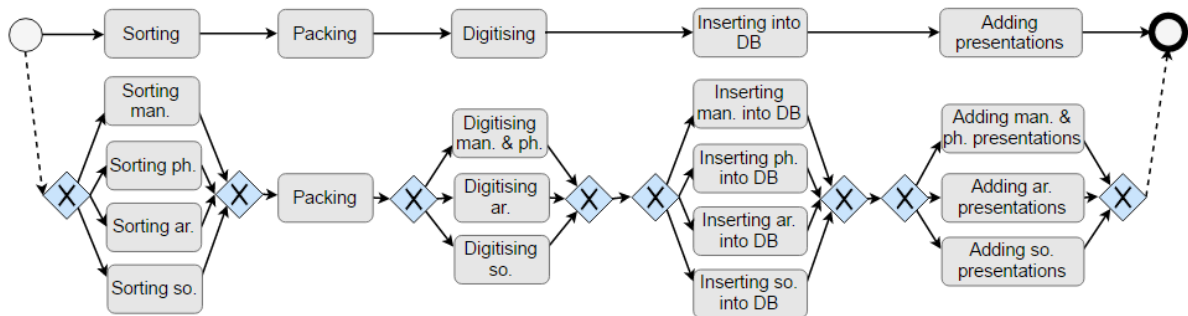 Sorting
Packing
Digitising
Inserting into
DB
Adding
presentations
Sorting
man.
Sorting ph.
Sorting ar.
Sorting so.
X
X
Packing
X
Digitising
man. & ph.
Digitising
ar.
Digitising
so.
X
X
Inserting
man. into DB
Inserting ph.
into DB
Inserting ar.
into DB
Inserting so.
into DB
X
X
Adding man. &
ph. presentations
Adding ar.
presentations
Adding so.
presentations
X